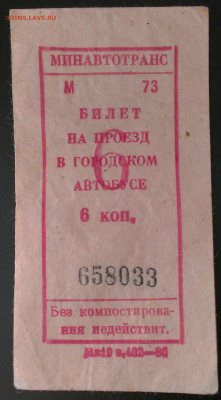 COINS.LAVE.RU
МИНАВТОТРАНС
М 73
6
БИЛЕТ
НА ПРОЕЗД
В ГОРОДСКОМ
АВТОБУСЕ
6 коп.
658033
Без компостирова-
ния недействит.